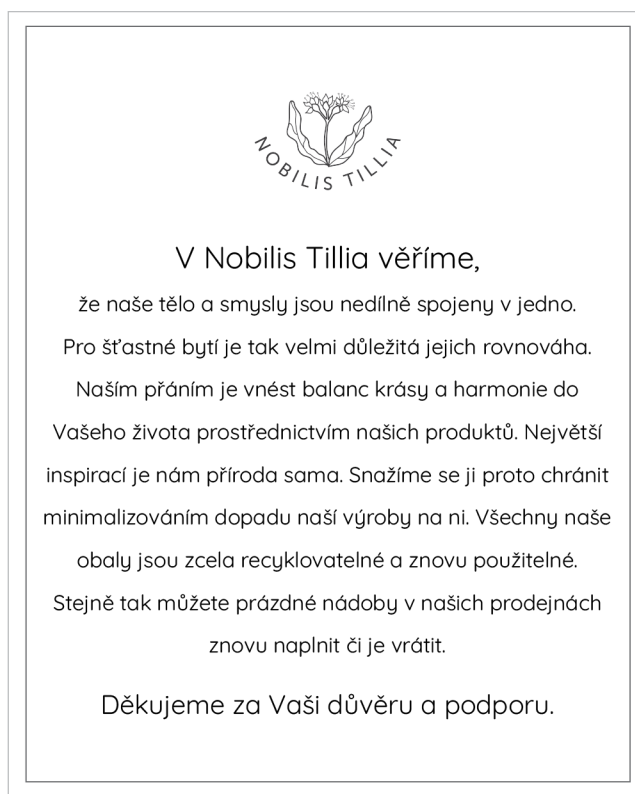 NOBILIS TILLIA
V Nobilis Tillia věříme,
že naše tělo a smysly jsou nedílně spojeny v jedno.
Pro šťastné bytí je tak velmi důležitá jejich rovnováha.
Naším přáním je vnést balanc krásy a harmonie do
Vašeho života prostřednictvím našich produktů. Největší
inspirací je nám příroda sama. Snažíme se ji proto chránit
minimalizováním dopadu naší výroby na ni. Všechny naše
obaly jsou zcela recyklovatelné a znovu použitelné.
Stejně tak můžete prázdné nádoby v našich prodejnách
znovu naplnit či je vrátit.
Děkujeme za Vaši důvěru a podporu.